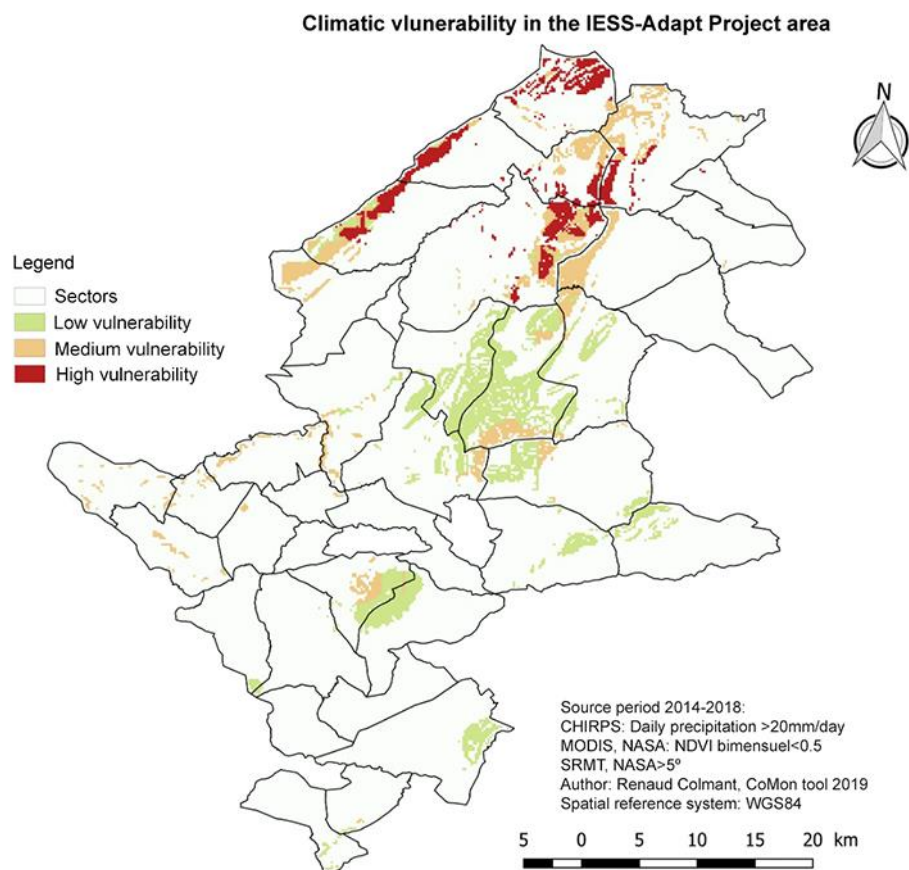 Climatic vlunerability in the IESS-Adapt Project area
N
Legend
Sectors
Low vulnerability
Medium vulnerability
High vulnerability
Source period 2014-2018:
CHIRPS: Daily precipitation >20mm/day
MODIS, NASA: NDVI bimensuel<0.5
SRMT, NASA>5º
Author: Renaud Colmant, CoMon tool 2019
Spatial reference system: WGS84
5 0 5 10 15 20 km